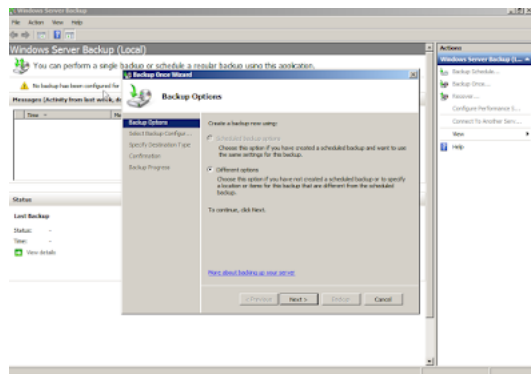 Windows Server Backup
File Action View Help
Windows Server Backup (Local)
You can perform a single backup or schedule a regular backup using this application.
No backup has been configured for
Messages (Activity from last week, d
Time
Status
Last Backup
Status: -
Time: -
View details
Backup Once Wizard
Backup Options
Backup Options
Select Backup Configur...
Specify Destination Type
Confirmation
Backup Progress
Create a backup now using:
Scheduled backup options
Choose this option if you have created a scheduled backup and want to use
the same settings for this backup.
Different options
Choose this option if you have not created a scheduled backup or to specify
a location or items for this backup that are different from the scheduled
backup.
To continue, click Next.
More about backing up your server
< Previous
Next >
Backup
Cancel
Actions
Windows Server Backup (L...
Backup Schedule...
Backup Once...
Recover...
Configure Performance S...
Connect To Another Serv...
View
Help